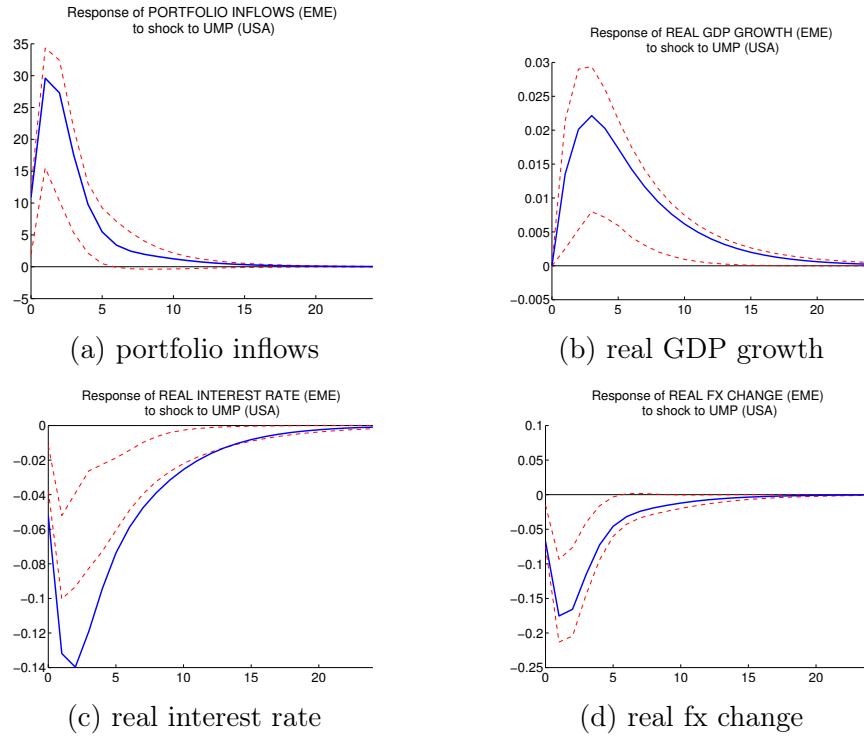 Response of PORTFOLIO INFLOWS (EME)
to shock to UMP (USA)
35
30
25
20
15
10
5
0
−5
0 5 10 15 20
(a) portfolio inflows
Response of REAL GDP GROWTH (EME)
to shock to UMP (USA)
0.03
0.025
0.02
0.015
0.01
0.005
0
−0.005
0 5 10 15 20
(b) real GDP growth
Response of REAL INTEREST RATE (EME)
to shock to UMP (USA)
0
−0.02
−0.04
−0.06
−0.08
−0.1
−0.12
−0.14
0 5 10 15 20
(c) real interest rate
Response of REAL FX CHANGE (EME)
to shock to UMP (USA)
0.1
0.05
0
−0.05
−0.1
−0.15
−0.2
−0.25
0 5 10 15 20
(d) real fx change